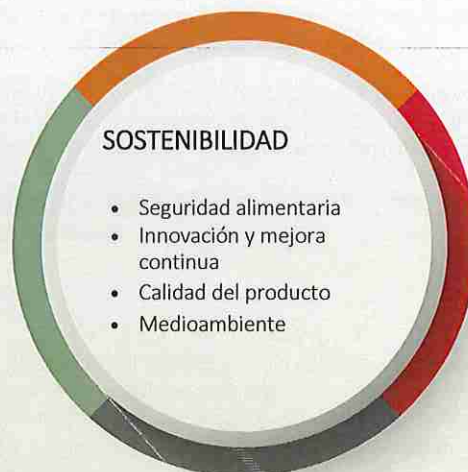 SOSTENIBILIDAD
• Seguridad alimentaria
• Innovación y mejora
continua
• Calidad del producto
• Medioambiente